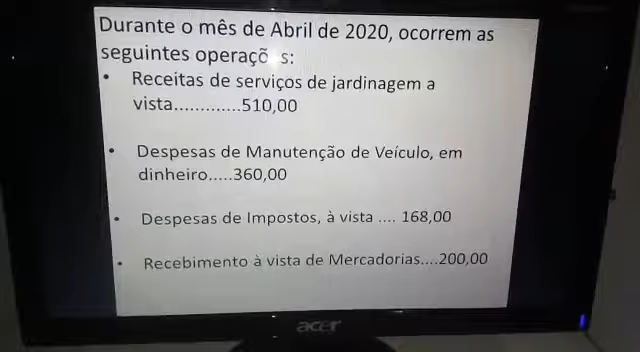 Durante o mês de Abril de 2020, ocorrem as
seguintes operaçõ s:
• Receitas de serviços de jardinagem a
vista.............510,00
• Despesas de Manutenção de Veículo, em
dinheiro.....360,00
• Despesas de Impostos, à vista .... 168,00
• Recebimento à vista de Mercadorias....200,00
acer